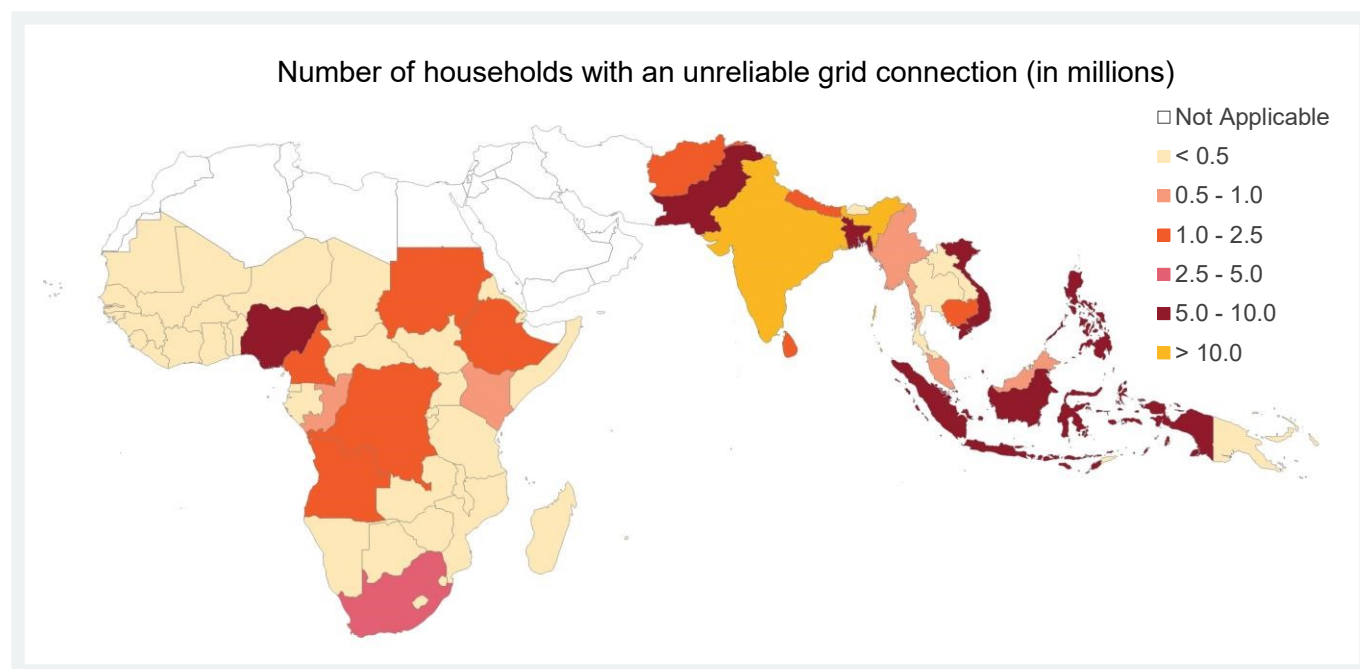 Number of households with an unreliable grid connection (in millions)
Not Applicable
< 0.5
0.5 - 1.0
1.0 - 2.5
2.5 - 5.0
5.0 - 10.0
> 10.0